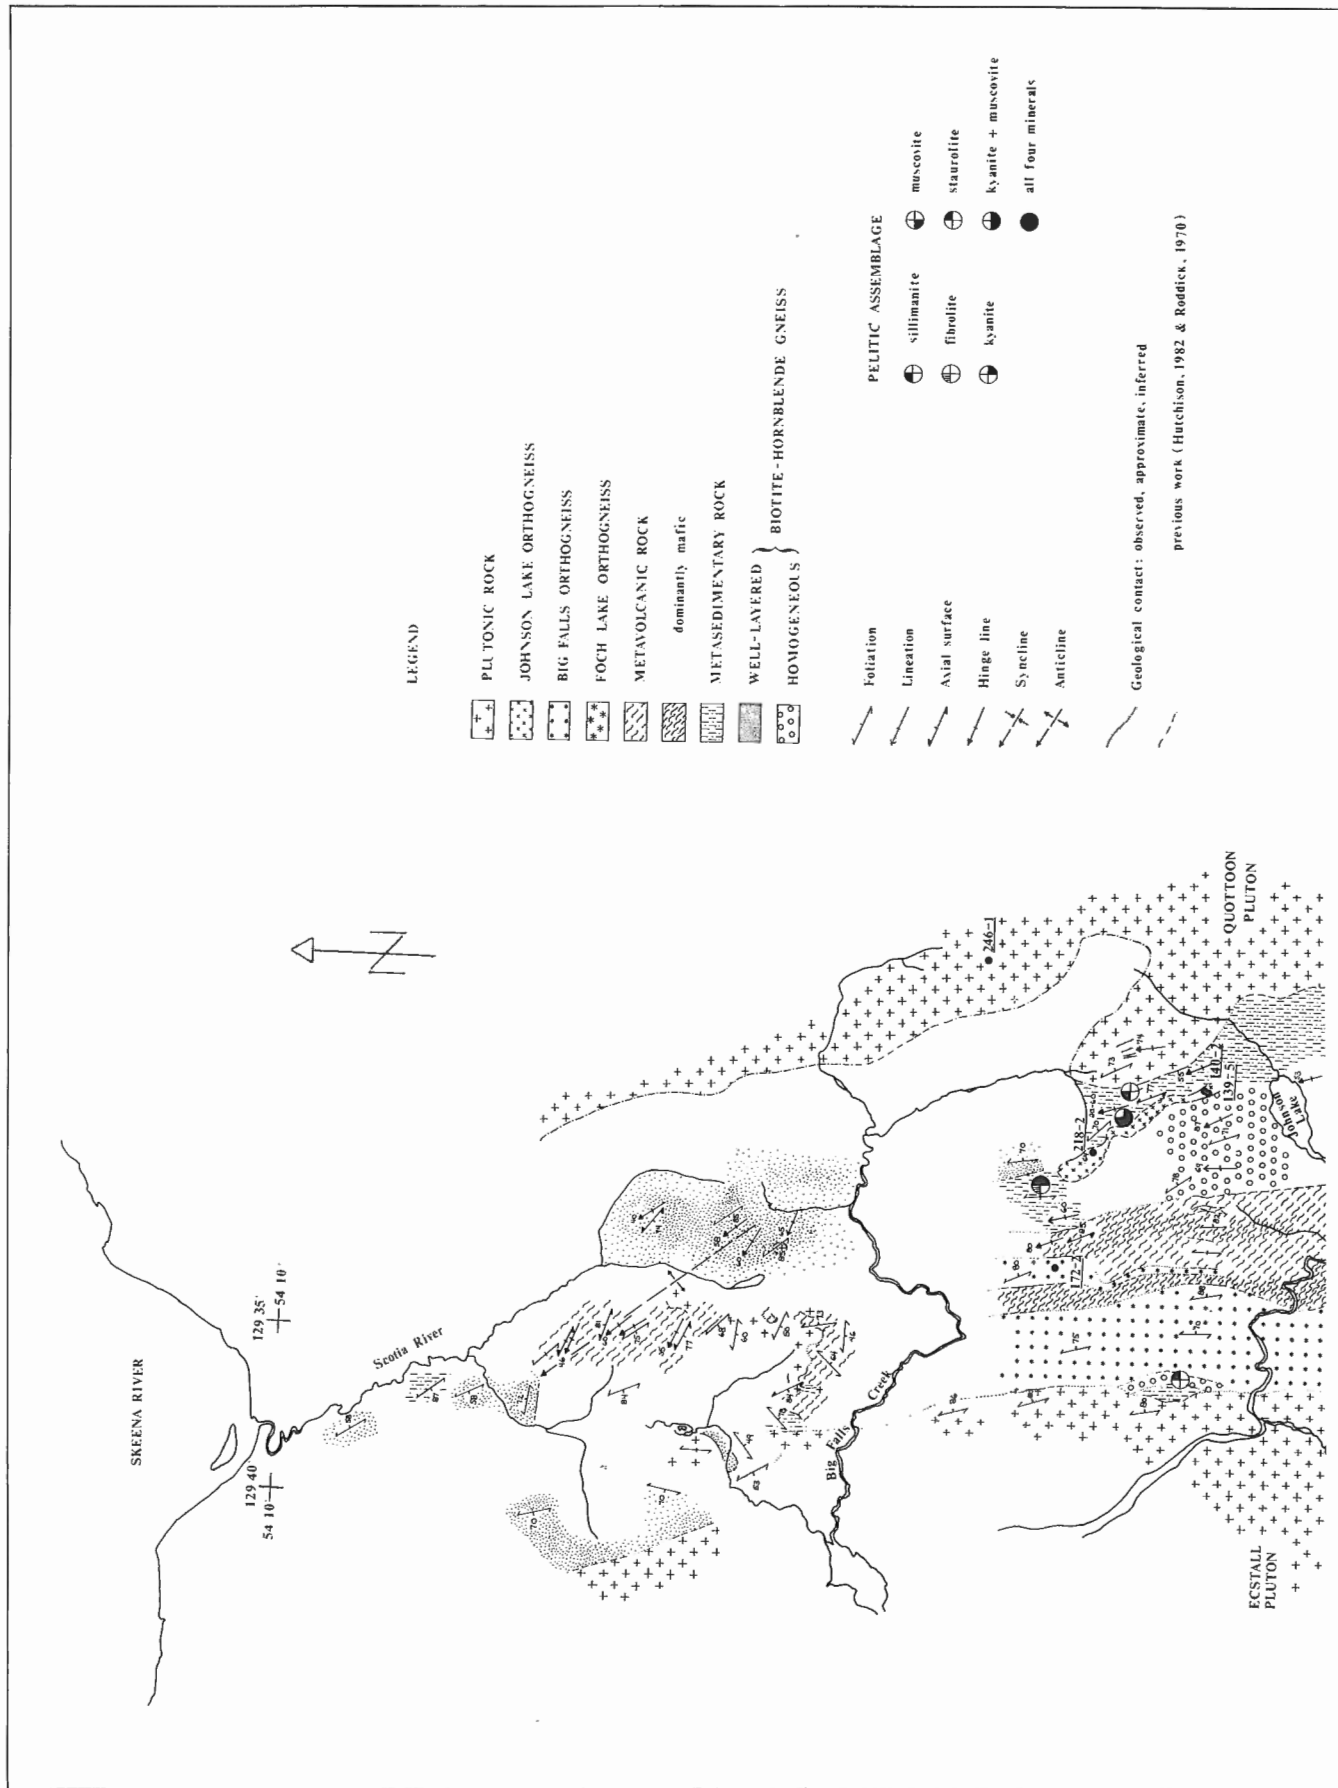 SKEENA RIVER
129 40
54 10
129 35'
54 10'
Scotia River
Big Falls Creek
ECSTALL
PLUTON
QUOTTOON
PLUTON
246-1
218-2
172-2
140-2
139-5
Johnson
Lake
N
LEGEND
PLUTONIC ROCK
JOHNSON LAKE ORTHOGNEISS
BIG FALLS ORTHOGNEISS
FOCH LAKE ORTHOGNEISS
METAVOLCANIC ROCK
dominantly mafic
METASEDIMENTARY ROCK
WELL-LAYERED
HOMOGENEOUS
} BIOTITE-HORNBLENDE GNEISS
Foliation
Lineation
Axial surface
Hinge line
Syncline
Anticline
Geological contact: observed, approximate, inferred
previous work (Hutchison, 1982 & Roddick, 1970)
PELITIC ASSEMBLAGE
sillimanite
muscovite
fibrolite
staurolite
kyanite
kyanite + muscovite
all four minerals